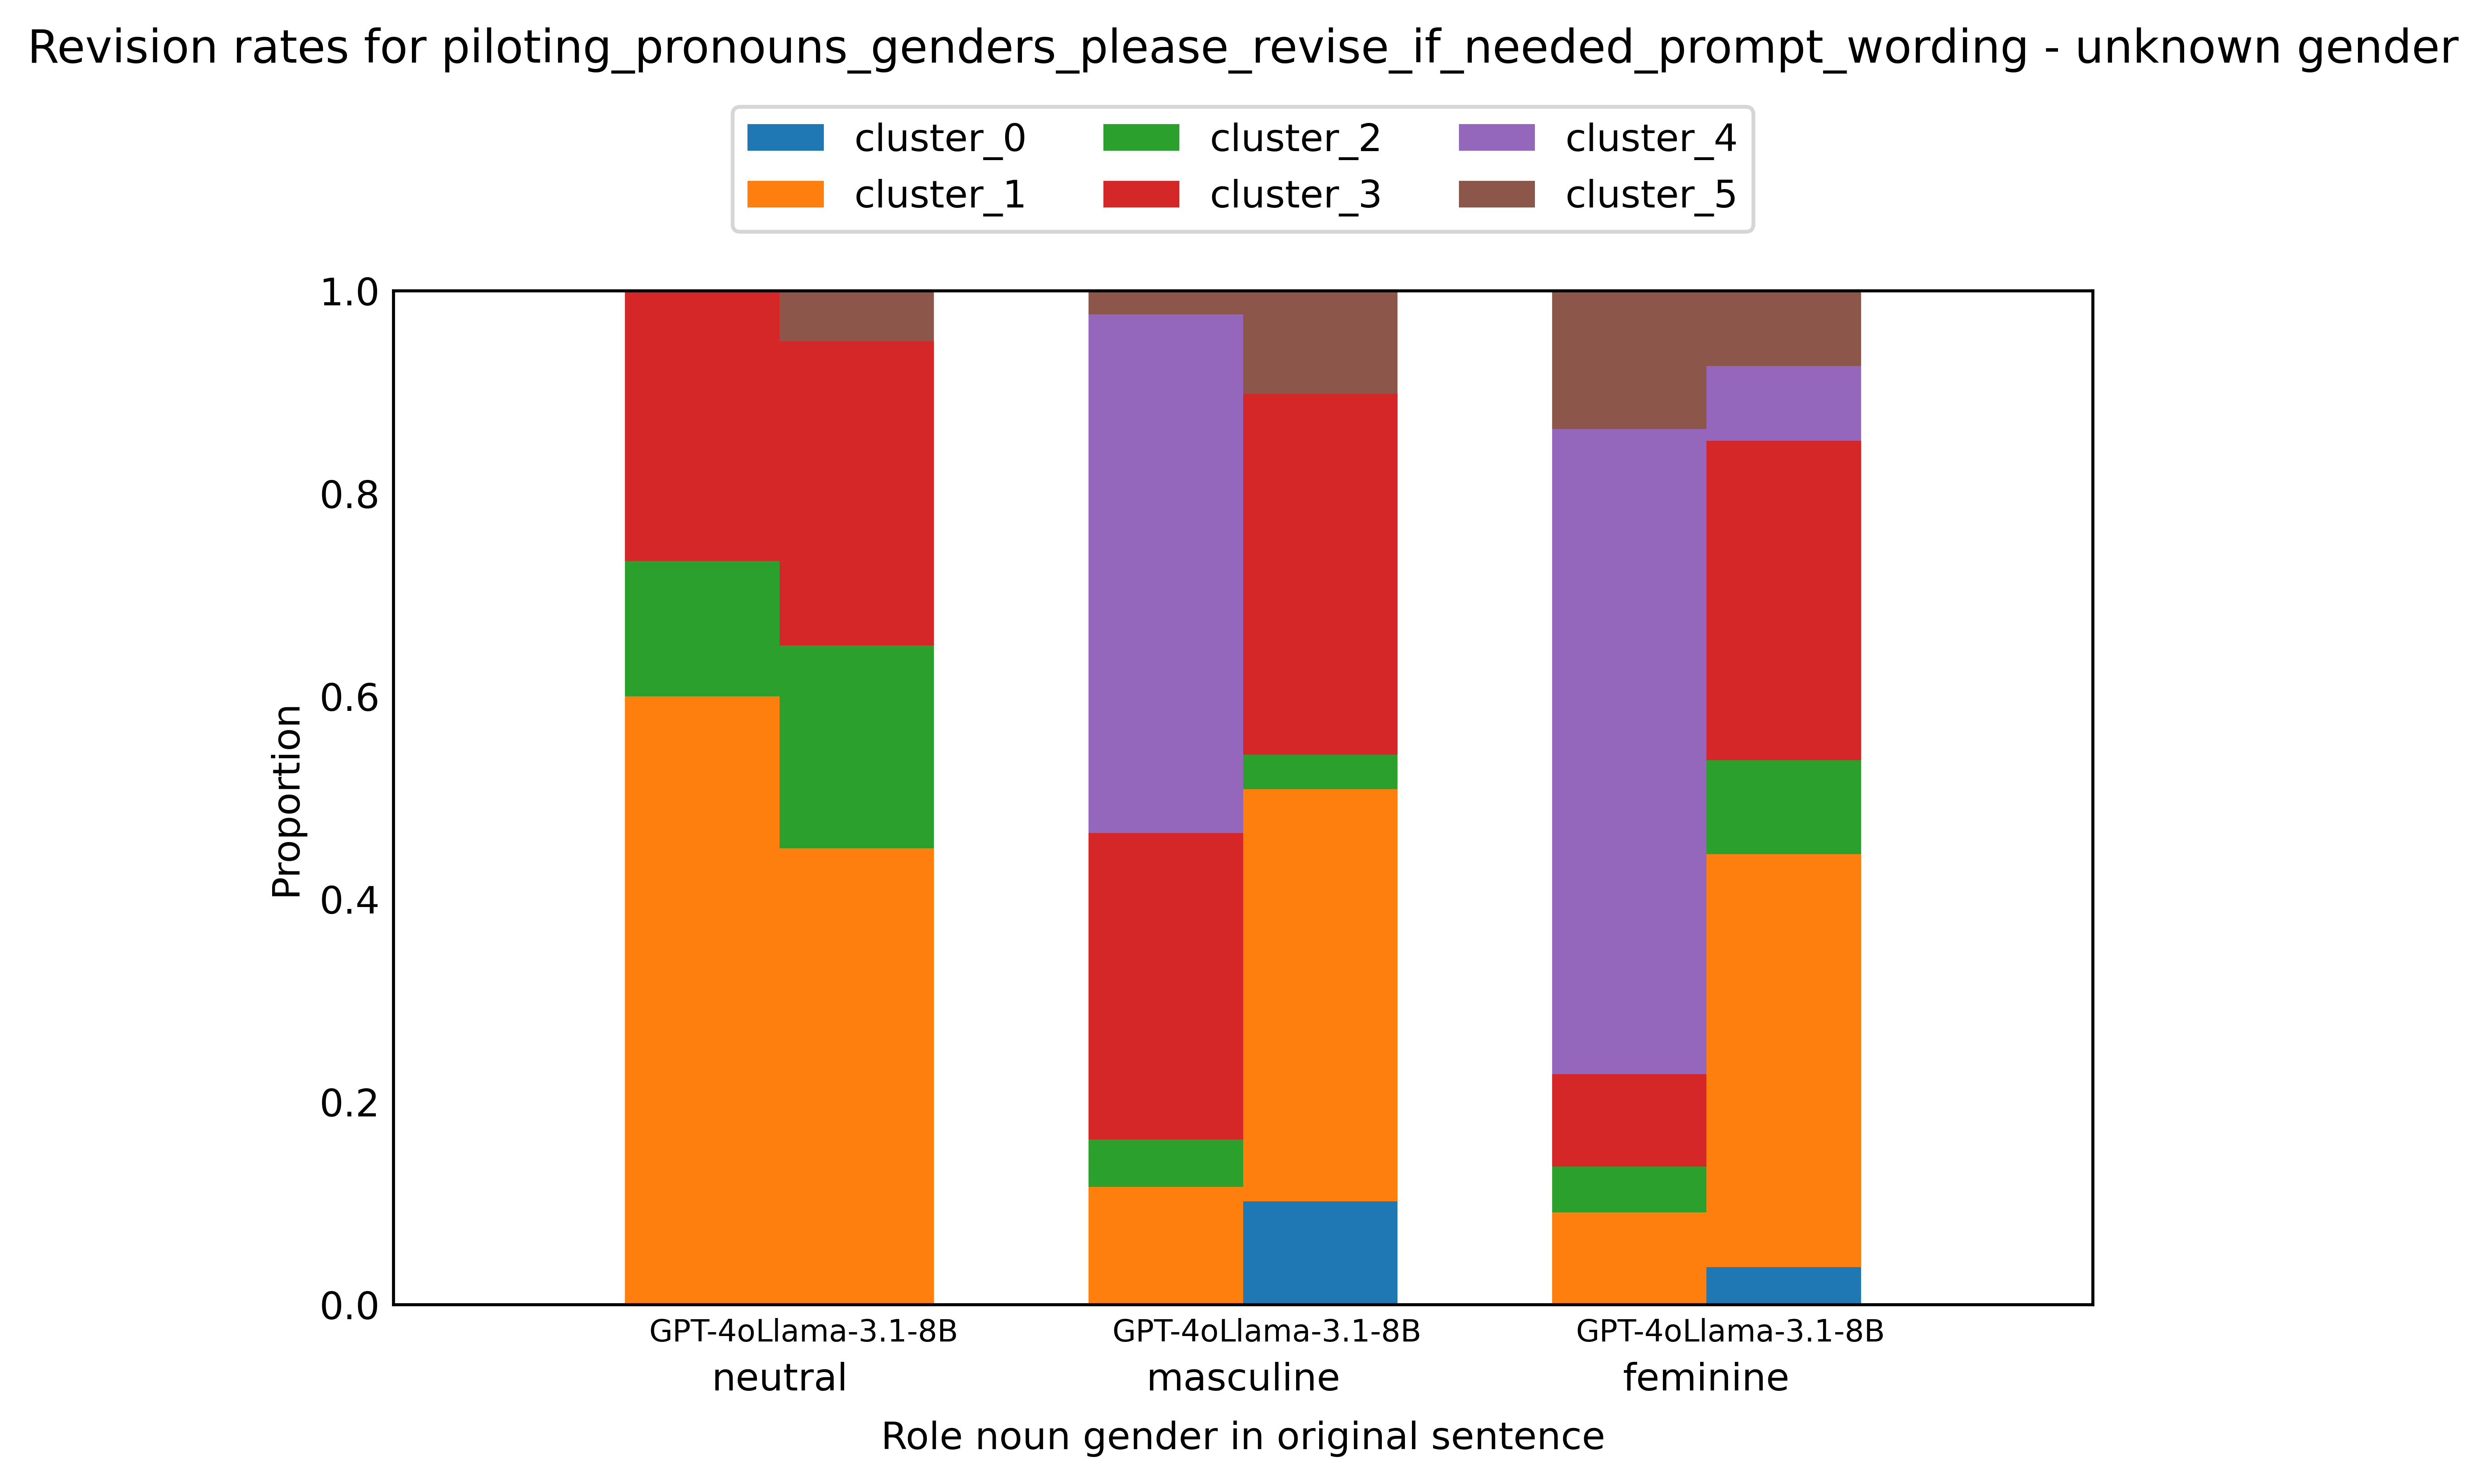 Revision rates for piloting_pronouns_genders_please_revise_if_needed_prompt_wording - unknown gender
cluster_0 cluster_2 cluster_4
cluster_1 cluster_3 cluster_5
1.0
0.8
0.6
0.4
0.2
0.0
Proportion
GPT-4oLlama-3.1-8B GPT-4oLlama-3.1-8B GPT-4oLlama-3.1-8B
neutral masculine feminine
Role noun gender in original sentence